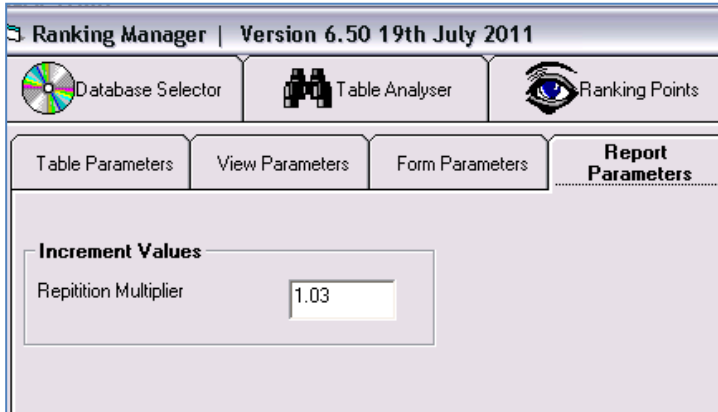 Ranking Manager | Version 6.50 19th July 2011
Database Selector Table Analyser Ranking Points
Table Parameters View Parameters Form Parameters Report
Parameters
Increment Values
Repitition Multiplier 1.03